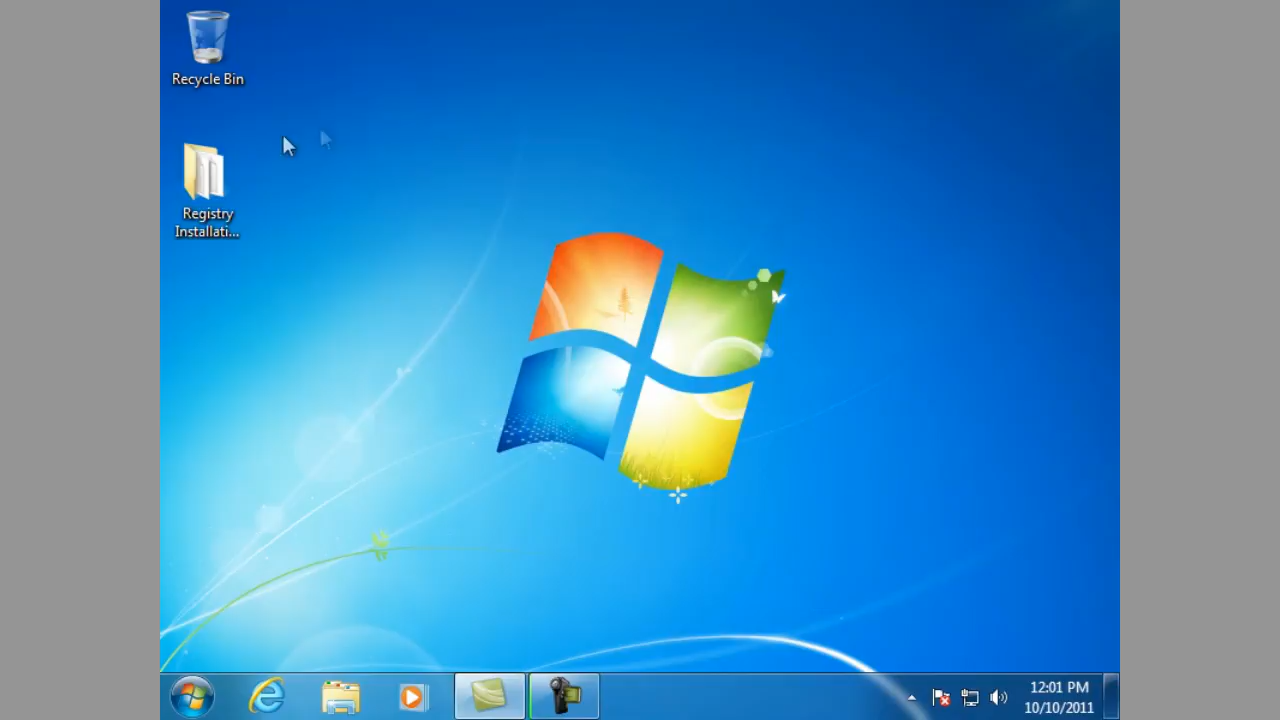 Recycle Bin
Registry
Installati...
12:01 PM
10/10/2011